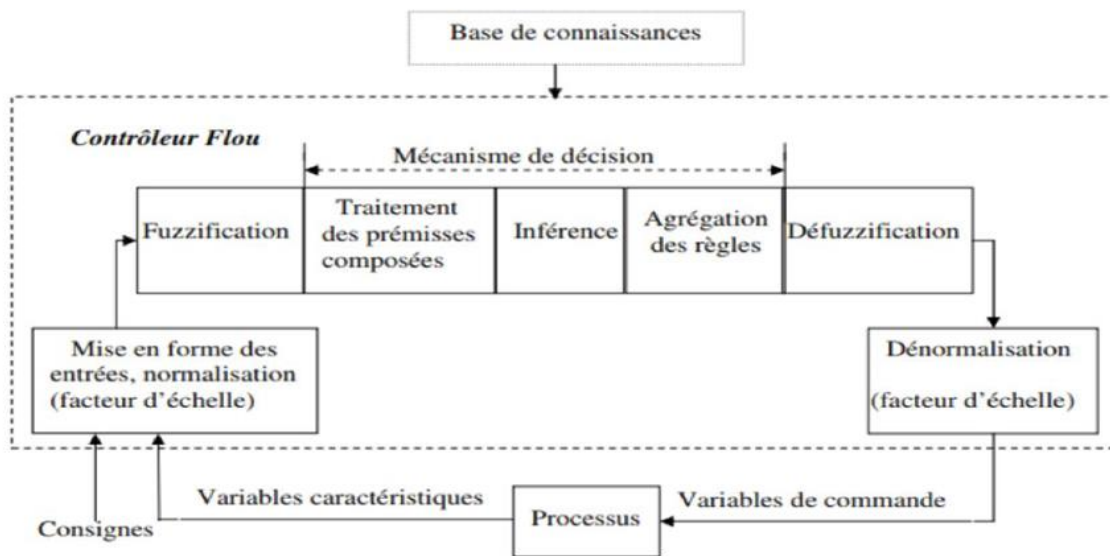 Base de connaissances
Contrôleur Flou
Mécanisme de décision
Fuzzification
Traitement
des prémisses
composées
Inférence
Agrégation
des règles
Défuzzification
Mise en forme des
entrées, normalisation
(facteur d'échelle)
Dénormalisation
(facteur d'échelle)
Variables caractéristiques
Processus
Variables de commande
Consignes